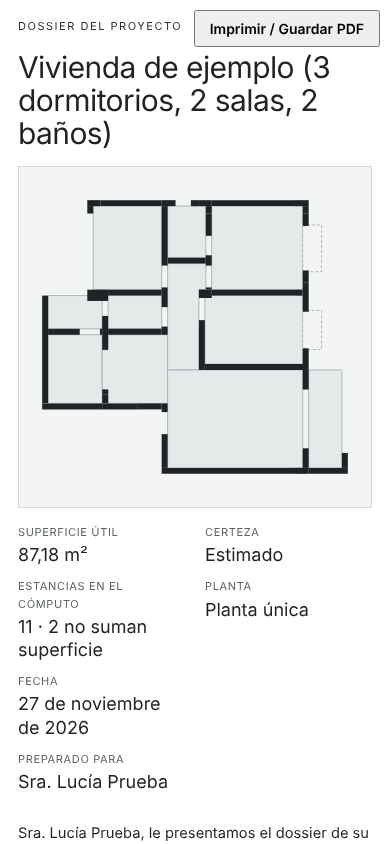 DOSSIER DEL PROYECTO
Imprimir / Guardar PDF
Vivienda de ejemplo (3
dormitorios, 2 salas, 2
baños)
SUPERFICIE ÚTIL
87,18 m²
CERTEZA
Estimado
ESTANCIAS EN EL
CÓMPUTO
11 · 2 no suman
superficie
PLANTA
Planta única
FECHA
27 de noviembre
de 2026
PREPARADO PARA
Sra. Lucía Prueba
Sra. Lucía Prueba, le presentamos el dossier de su